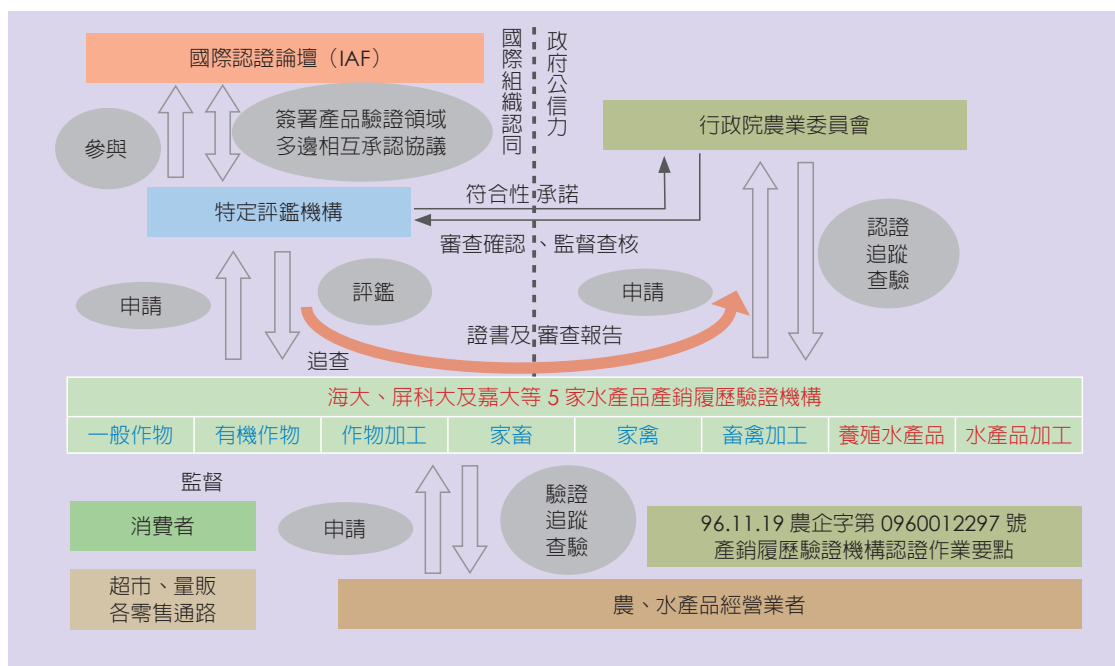 國際認證論壇（IAF）
國際組織認同
政府公信力
參與
簽署產品驗證領域
多邊相互承認協議
行政院農業委員會
特定評鑑機構
符合性 承諾
審查確認、監督查核
認證
追蹤
查驗
申請
評鑑
申請
證書及 審查報告
追查
海大、屏科大及嘉大等 5 家水產品產銷履歷驗證機構
一般作物 有機作物 作物加工 家畜 家禽 畜禽加工 養殖水產品 水產品加工
監督
消費者
申請
驗證
追蹤
查驗
96.11.19 農企字第 0960012297 號
產銷履歷驗證機構認證作業要點
超市、量販
各零售通路
農、水產品經營業者